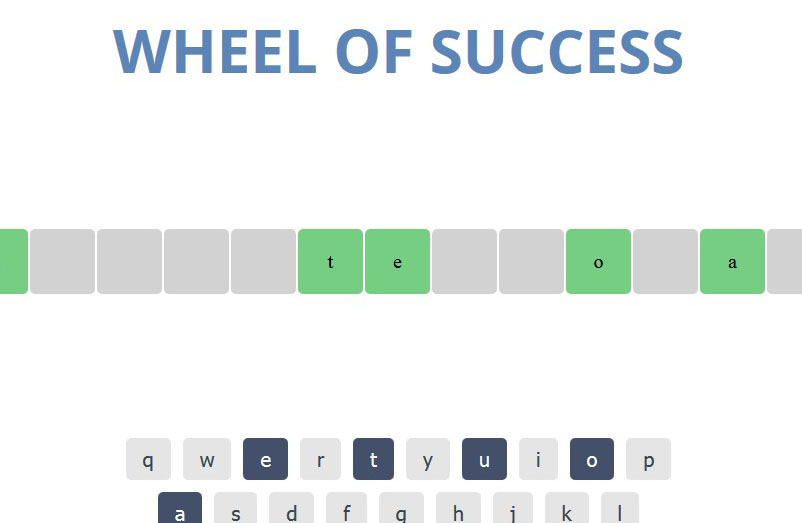 WHEEL OF SUCCESS
t e o a
q w e r t y u i o p
a s d f g h j k l